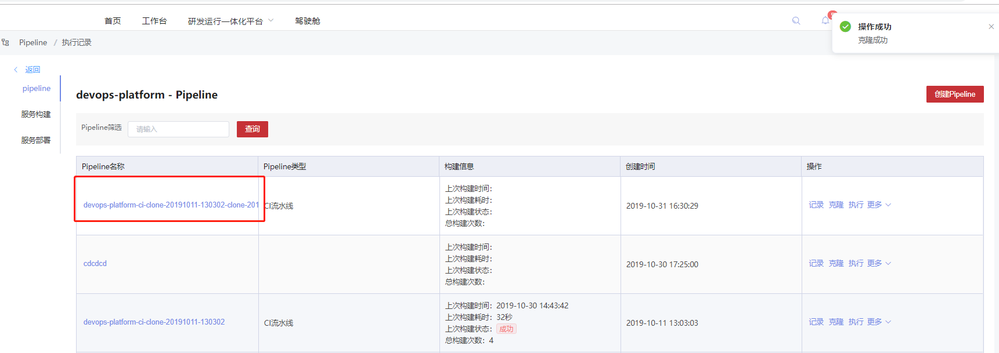 首页 工作台 研发运行一体化平台 驾驶舱
操作成功
克隆成功
Pipeline / 执行记录
返回
pipeline
服务构建
服务部署
devops-platform - Pipeline
创建Pipeline
Pipeline筛选 请输入 查询
Pipeline名称 Pipeline类型 构建信息 创建时间 操作
devops-platform-ci-clone-20191011-130302-clone-201 CI流水线
上次构建时间：
上次构建耗时：
上次构建状态：
总构建次数：
2019-10-31 16:30:29 记录 克隆 执行 更多
cdcdcd
上次构建时间：
上次构建耗时：
上次构建状态：
总构建次数：
2019-10-30 17:25:00 记录 克隆 执行 更多
devops-platform-ci-clone-20191011-130302 CI流水线
上次构建时间：2019-10-30 14:43:42
上次构建耗时：32秒
上次构建状态：成功
总构建次数：4
2019-10-11 13:03:03 记录 克隆 执行 更多